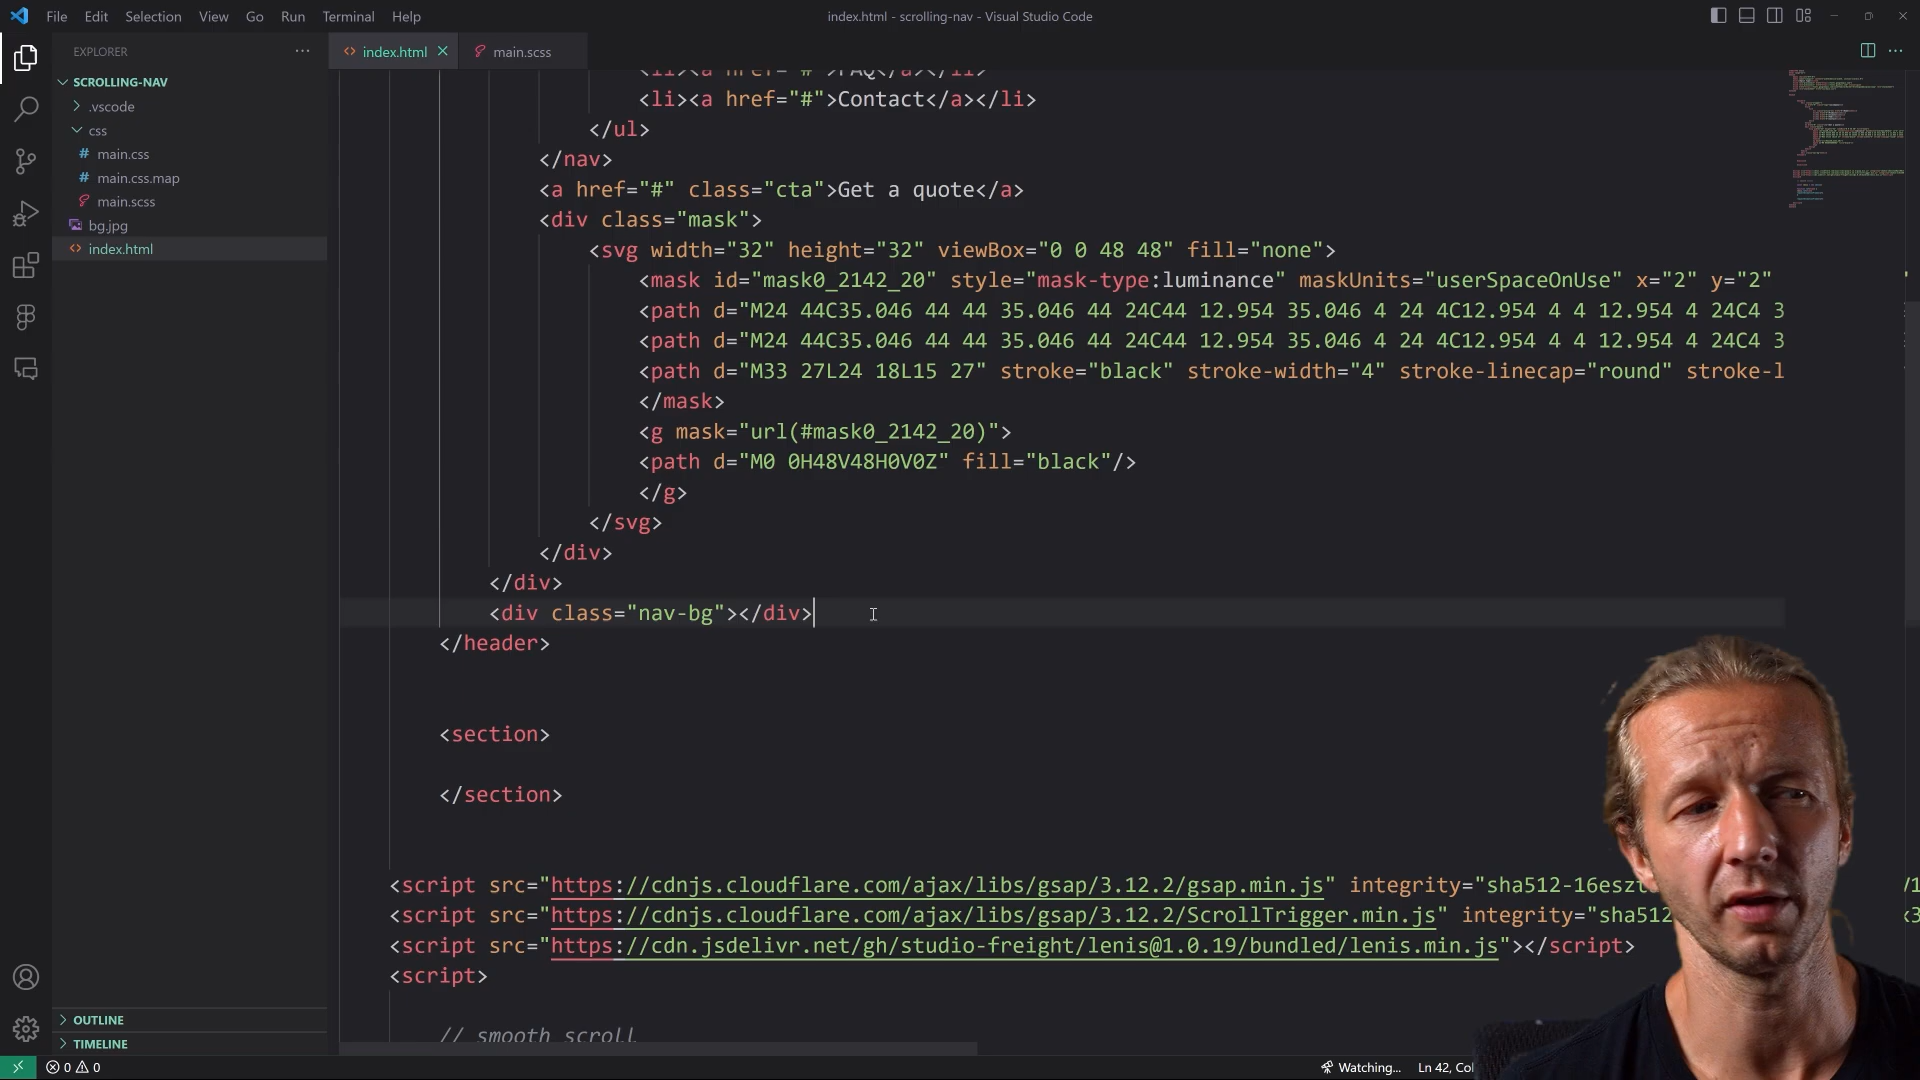 File Edit Selection View Go Run Terminal Help
index.html - scrolling-nav - Visual Studio Code
EXPLORER
SCROLLING-NAV
.vscode
css
main.css
main.css.map
main.scss
bg.jpg
index.html
OUTLINE
TIMELINE
index.html
main.scss
<li><a href="#">FAQ</a></li>
<li><a href="#">Contact</a></li>
</ul>
</nav>
<a href="#" class="cta">Get a quote</a>
<div class="mask">
<svg width="32" height="32" viewBox="0 0 48 48" fill="none">
<mask id="mask0_2142_20" style="mask-type:luminance" maskUnits="userSpaceOnUse" x="2" y="2"
<path d="M24 44C35.046 44 44 35.046 44 24C44 12.954 35.046 4 24 4C12.954 4 4 12.954 4 24C4 3
<path d="M24 44C35.046 44 44 35.046 44 24C44 12.954 35.046 4 24 4C12.954 4 4 12.954 4 24C4 3
<path d="M33 27L24 18L15 27" stroke="black" stroke-width="4" stroke-linecap="round" stroke-l
</mask>
<g mask="url(#mask0_2142_20)">
<path d="M0 0H48V48H0V0Z" fill="black"/>
</g>
</svg>
</div>
</div>
<div class="nav-bg"></div>
</header>
<section>
</section>
<script src="https://cdnjs.cloudflare.com/ajax/libs/gsap/3.12.2/gsap.min.js" integrity="sha512-16eszt
<script src="https://cdnjs.cloudflare.com/ajax/libs/gsap/3.12.2/ScrollTrigger.min.js" integrity="sha512
<script src="https://cdn.jsdelivr.net/gh/studio-freight/lenis@1.0.19/bundled/lenis.min.js"></script>
<script>
// smooth scroll
0 0
Watching... Ln 42, Col